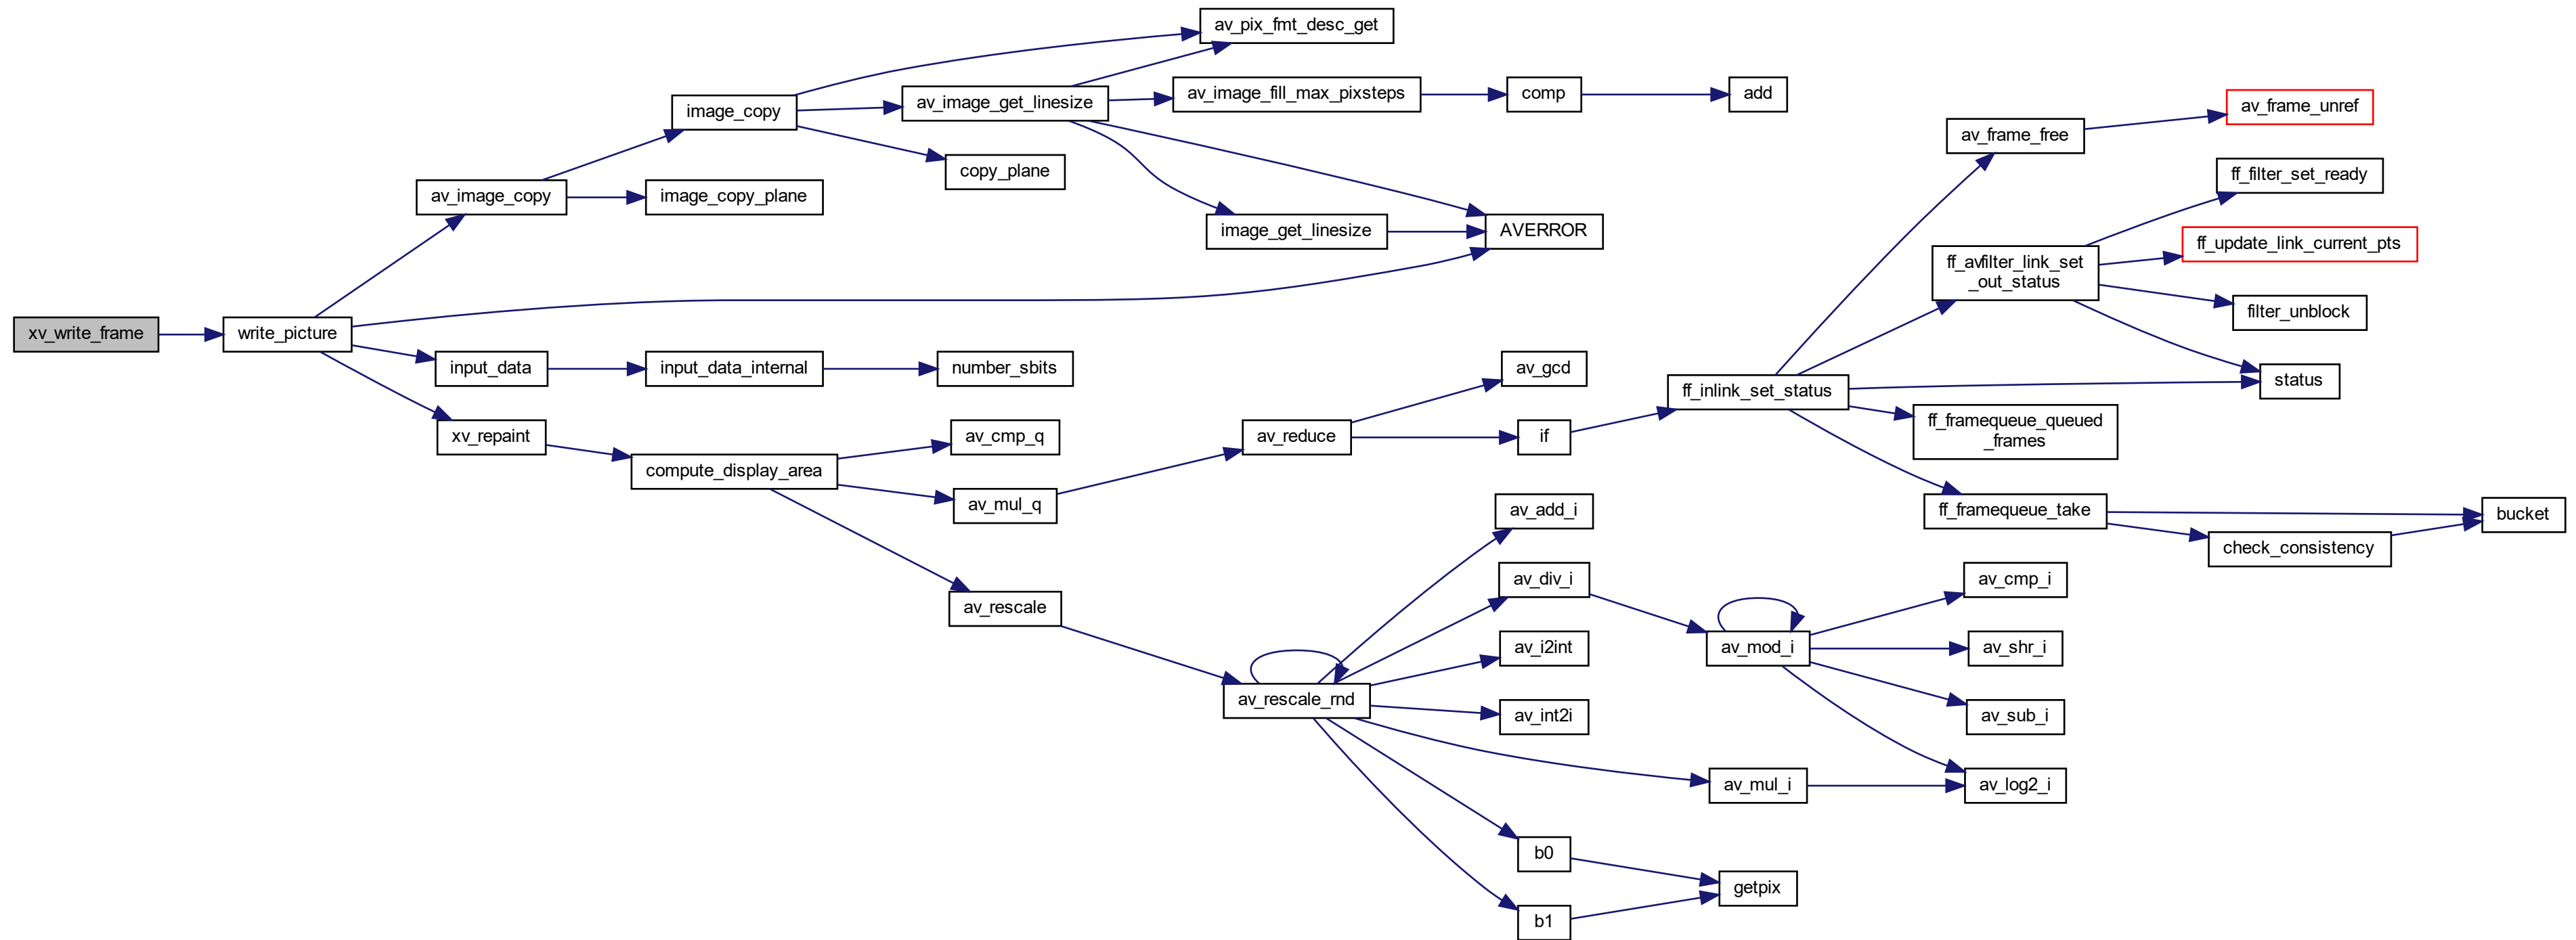 xv_write_frame
write_picture
av_image_copy
input_data
xv_repaint
image_copy
image_copy_plane
input_data_internal
compute_display_area
av_image_get_linesize
copy_plane
number_sbits
av_cmp_q
av_mul_q
av_rescale
av_pix_fmt_desc_get
av_image_fill_max_pixsteps
image_get_linesize
av_reduce
av_rescale_rnd
comp
AVERROR
av_gcd
if
av_add_i
av_div_i
av_i2int
av_int2i
b0
b1
add
ff_inlink_set_status
av_mod_i
av_mul_i
getpix
av_frame_free
ff_avfilter_link_set
_out_status
ff_framequeue_queued
_frames
ff_framequeue_take
av_cmp_i
av_shr_i
av_sub_i
av_log2_i
av_frame_unref
ff_filter_set_ready
ff_update_link_current_pts
filter_unblock
status
check_consistency
bucket